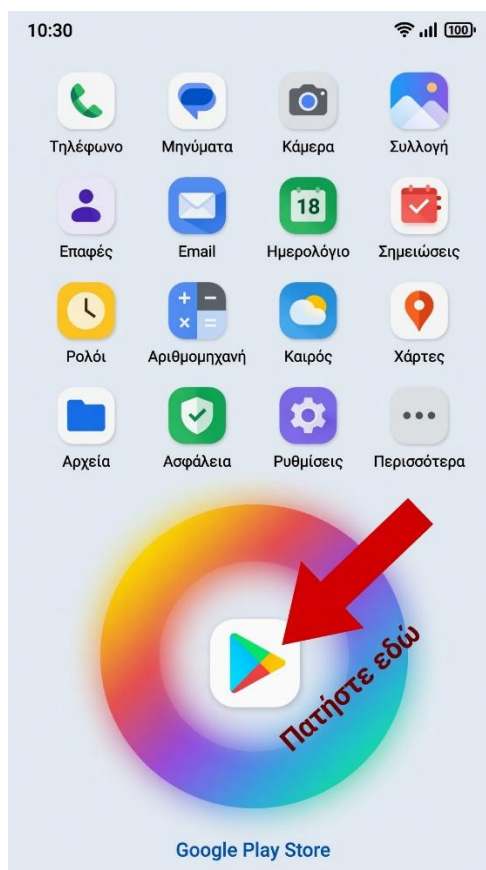 10:30
100
Τηλέφωνο Μηνύματα Κάμερα Συλλογή
18
Επαφές Email Ημερολόγιο Σημειώσεις
Ρολόι Αριθμομηχανή Καιρός Χάρτες
Αρχεία Ασφάλεια Ρυθμίσεις Περισσότερα
Πατήστε εδώ
Google Play Store